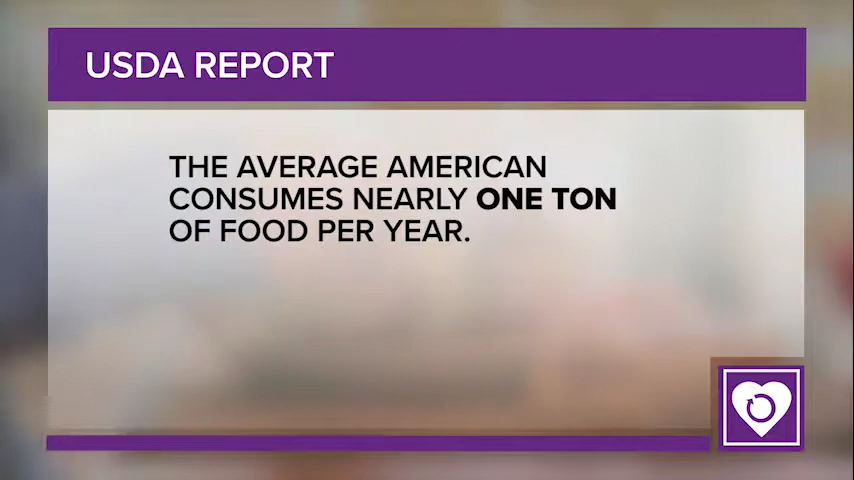 USDA REPORT
THE AVERAGE AMERICAN
CONSUMES NEARLY ONE TON
OF FOOD PER YEAR.